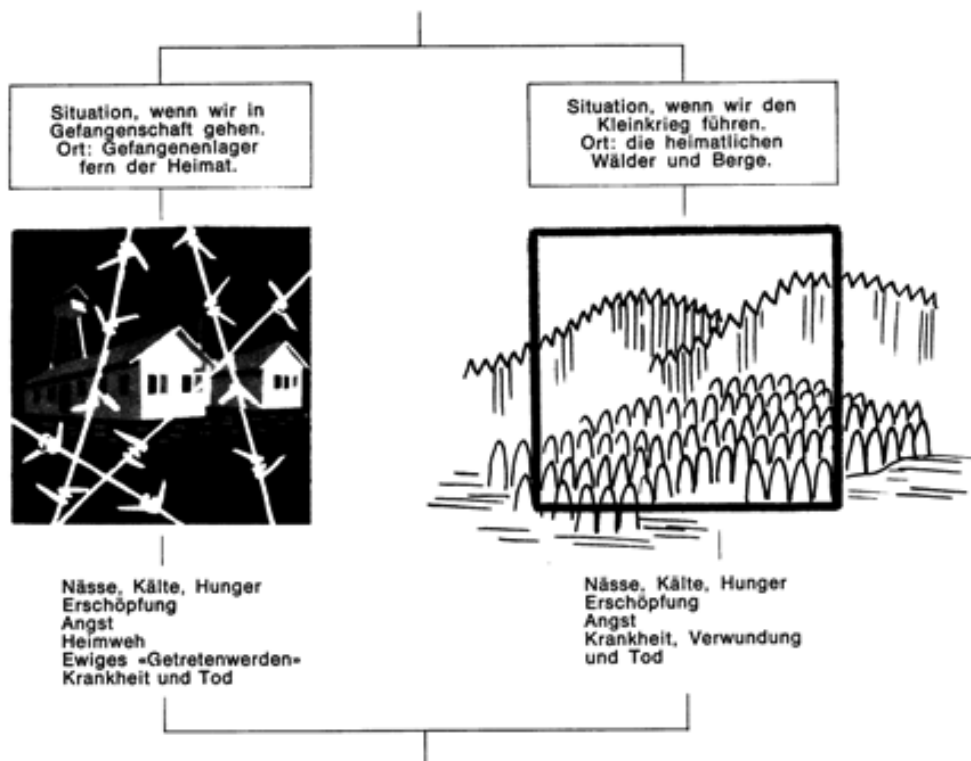 Situation, wenn wir in
Gefangenschaft gehen.
Ort: Gefangenenlager
fern der Heimat.
Situation, wenn wir den
Kleinkrieg führen.
Ort: die heimatlichen
Wälder und Berge.
Nässe, Kälte, Hunger
Erschöpfung
Angst
Heimweh
Ewiges «Getretenwerden»
Krankheit und Tod
Nässe, Kälte, Hunger
Erschöpfung
Angst
Krankheit, Verwundung
und Tod